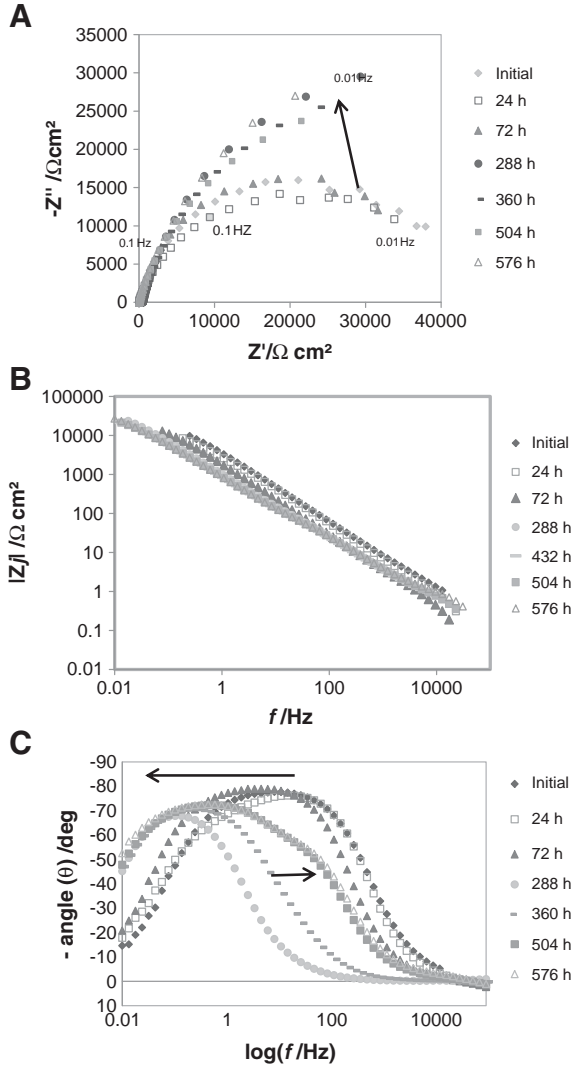 A
35000
30000
25000
20000
15000
10000
5000
0
-Z'' /Ωcm²
0.01Hz
0.1 Hz
0.1 HZ
0.01Hz
0
10000
20000
30000
40000
Z'/Ω cm²
Initial
24 h
72 h
288 h
360 h
504 h
576 h
B
100000
10000
1000
100
10
1
0.1
0.01
|Zj| /Ω cm²
0.01
1
100
10000
f /Hz
Initial
24 h
72 h
288 h
432 h
504 h
576 h
C
-90
-80
-70
-60
-50
-40
-30
-20
-10
0
10
- angle (θ) /deg
0.01
1
100
10000
log(f /Hz)
Initial
24 h
72 h
288 h
360 h
504 h
576 h